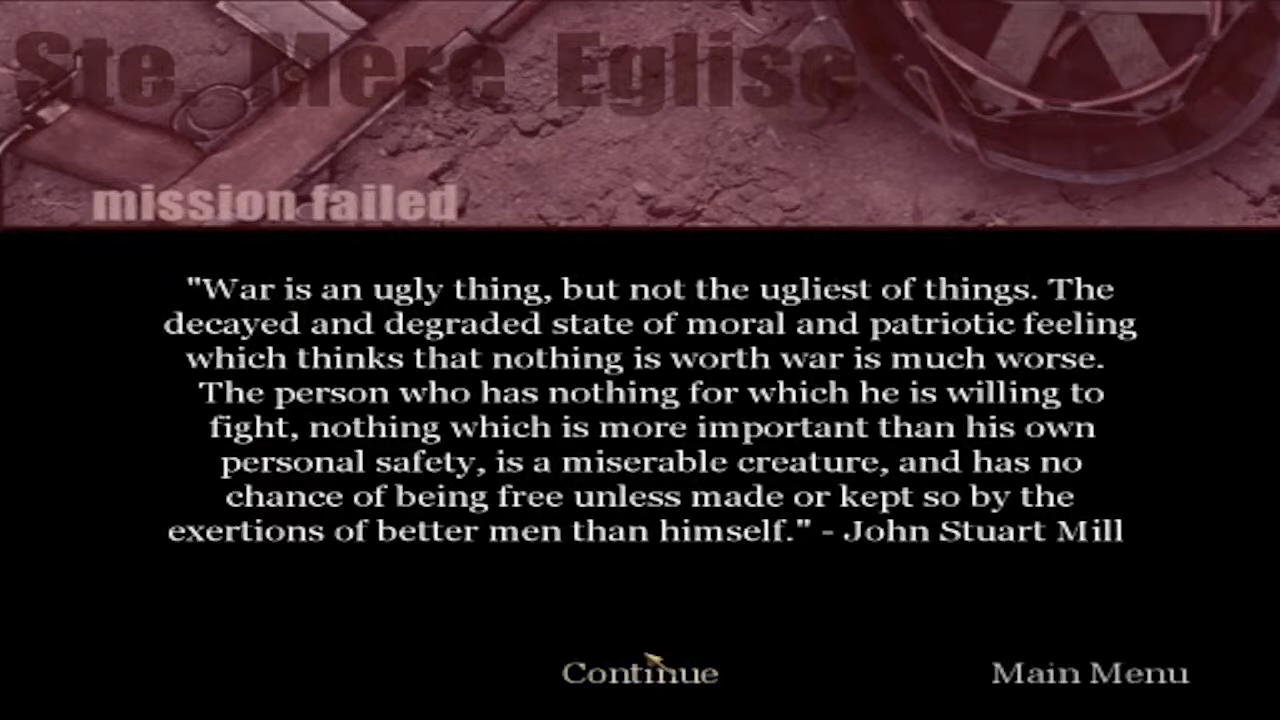 Ste. Mere Eglise
mission failed
"War is an ugly thing, but not the ugliest of things. The
decayed and degraded state of moral and patriotic feeling
which thinks that nothing is worth war is much worse.
The person who has nothing for which he is willing to
fight, nothing which is more important than his own
personal safety, is a miserable creature, and has no
chance of being free unless made or kept so by the
exertions of better men than himself." - John Stuart Mill
Continue
Main Menu